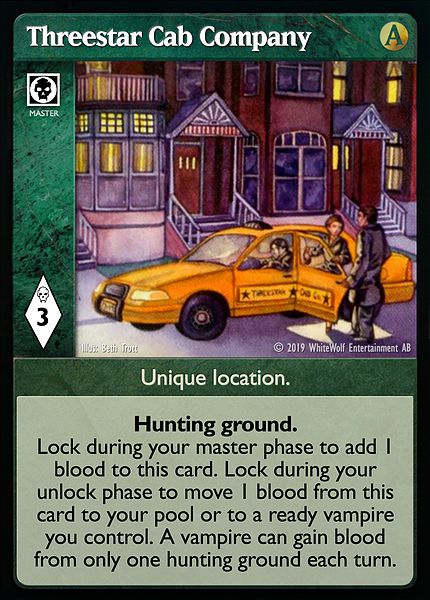 Threestar Cab Company
A
MASTER
THREESTAR CAB CO.
3
Illus: Beth Trott
© 2019 WhiteWolf Entertainment AB
Unique location.
Hunting ground.
Lock during your master phase to add 1
blood to this card. Lock during your
unlock phase to move 1 blood from this
card to your pool or to a ready vampire
you control. A vampire can gain blood
from only one hunting ground each turn.